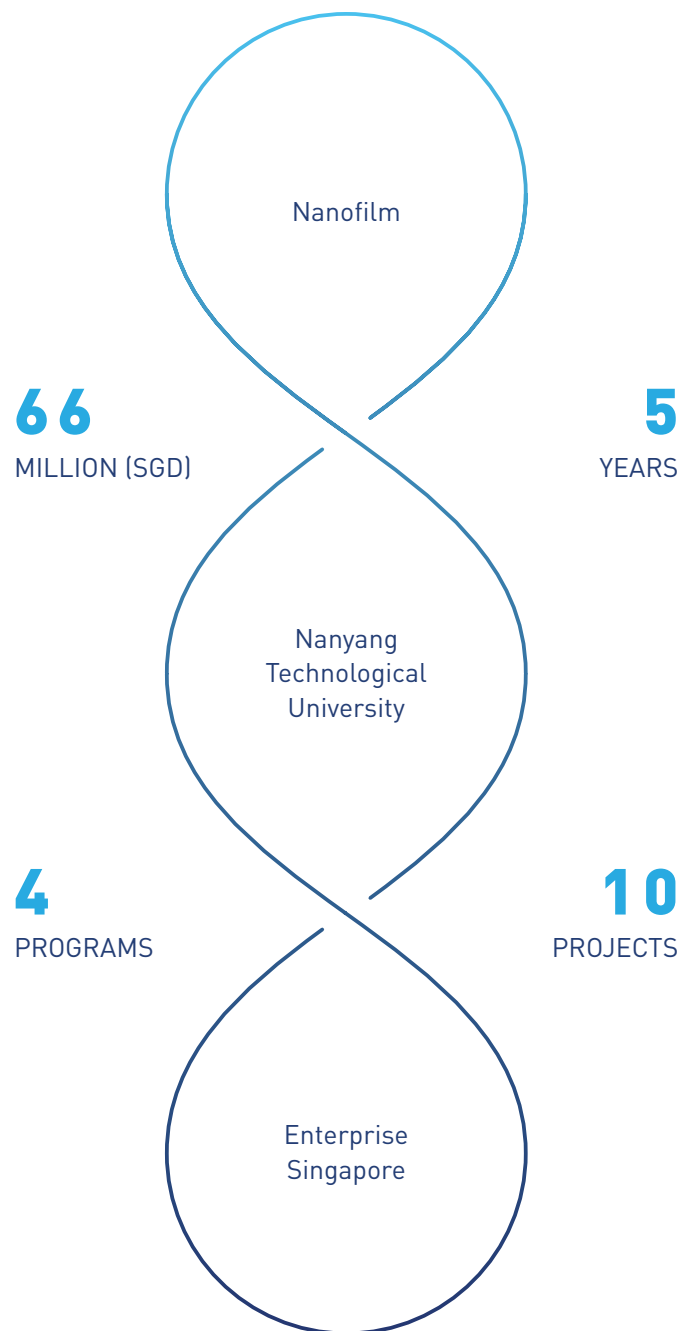 Nanofilm
66
MILLION (SGD)
5
YEARS
Nanyang
Technological
University
4
PROGRAMS
10
PROJECTS
Enterprise
Singapore